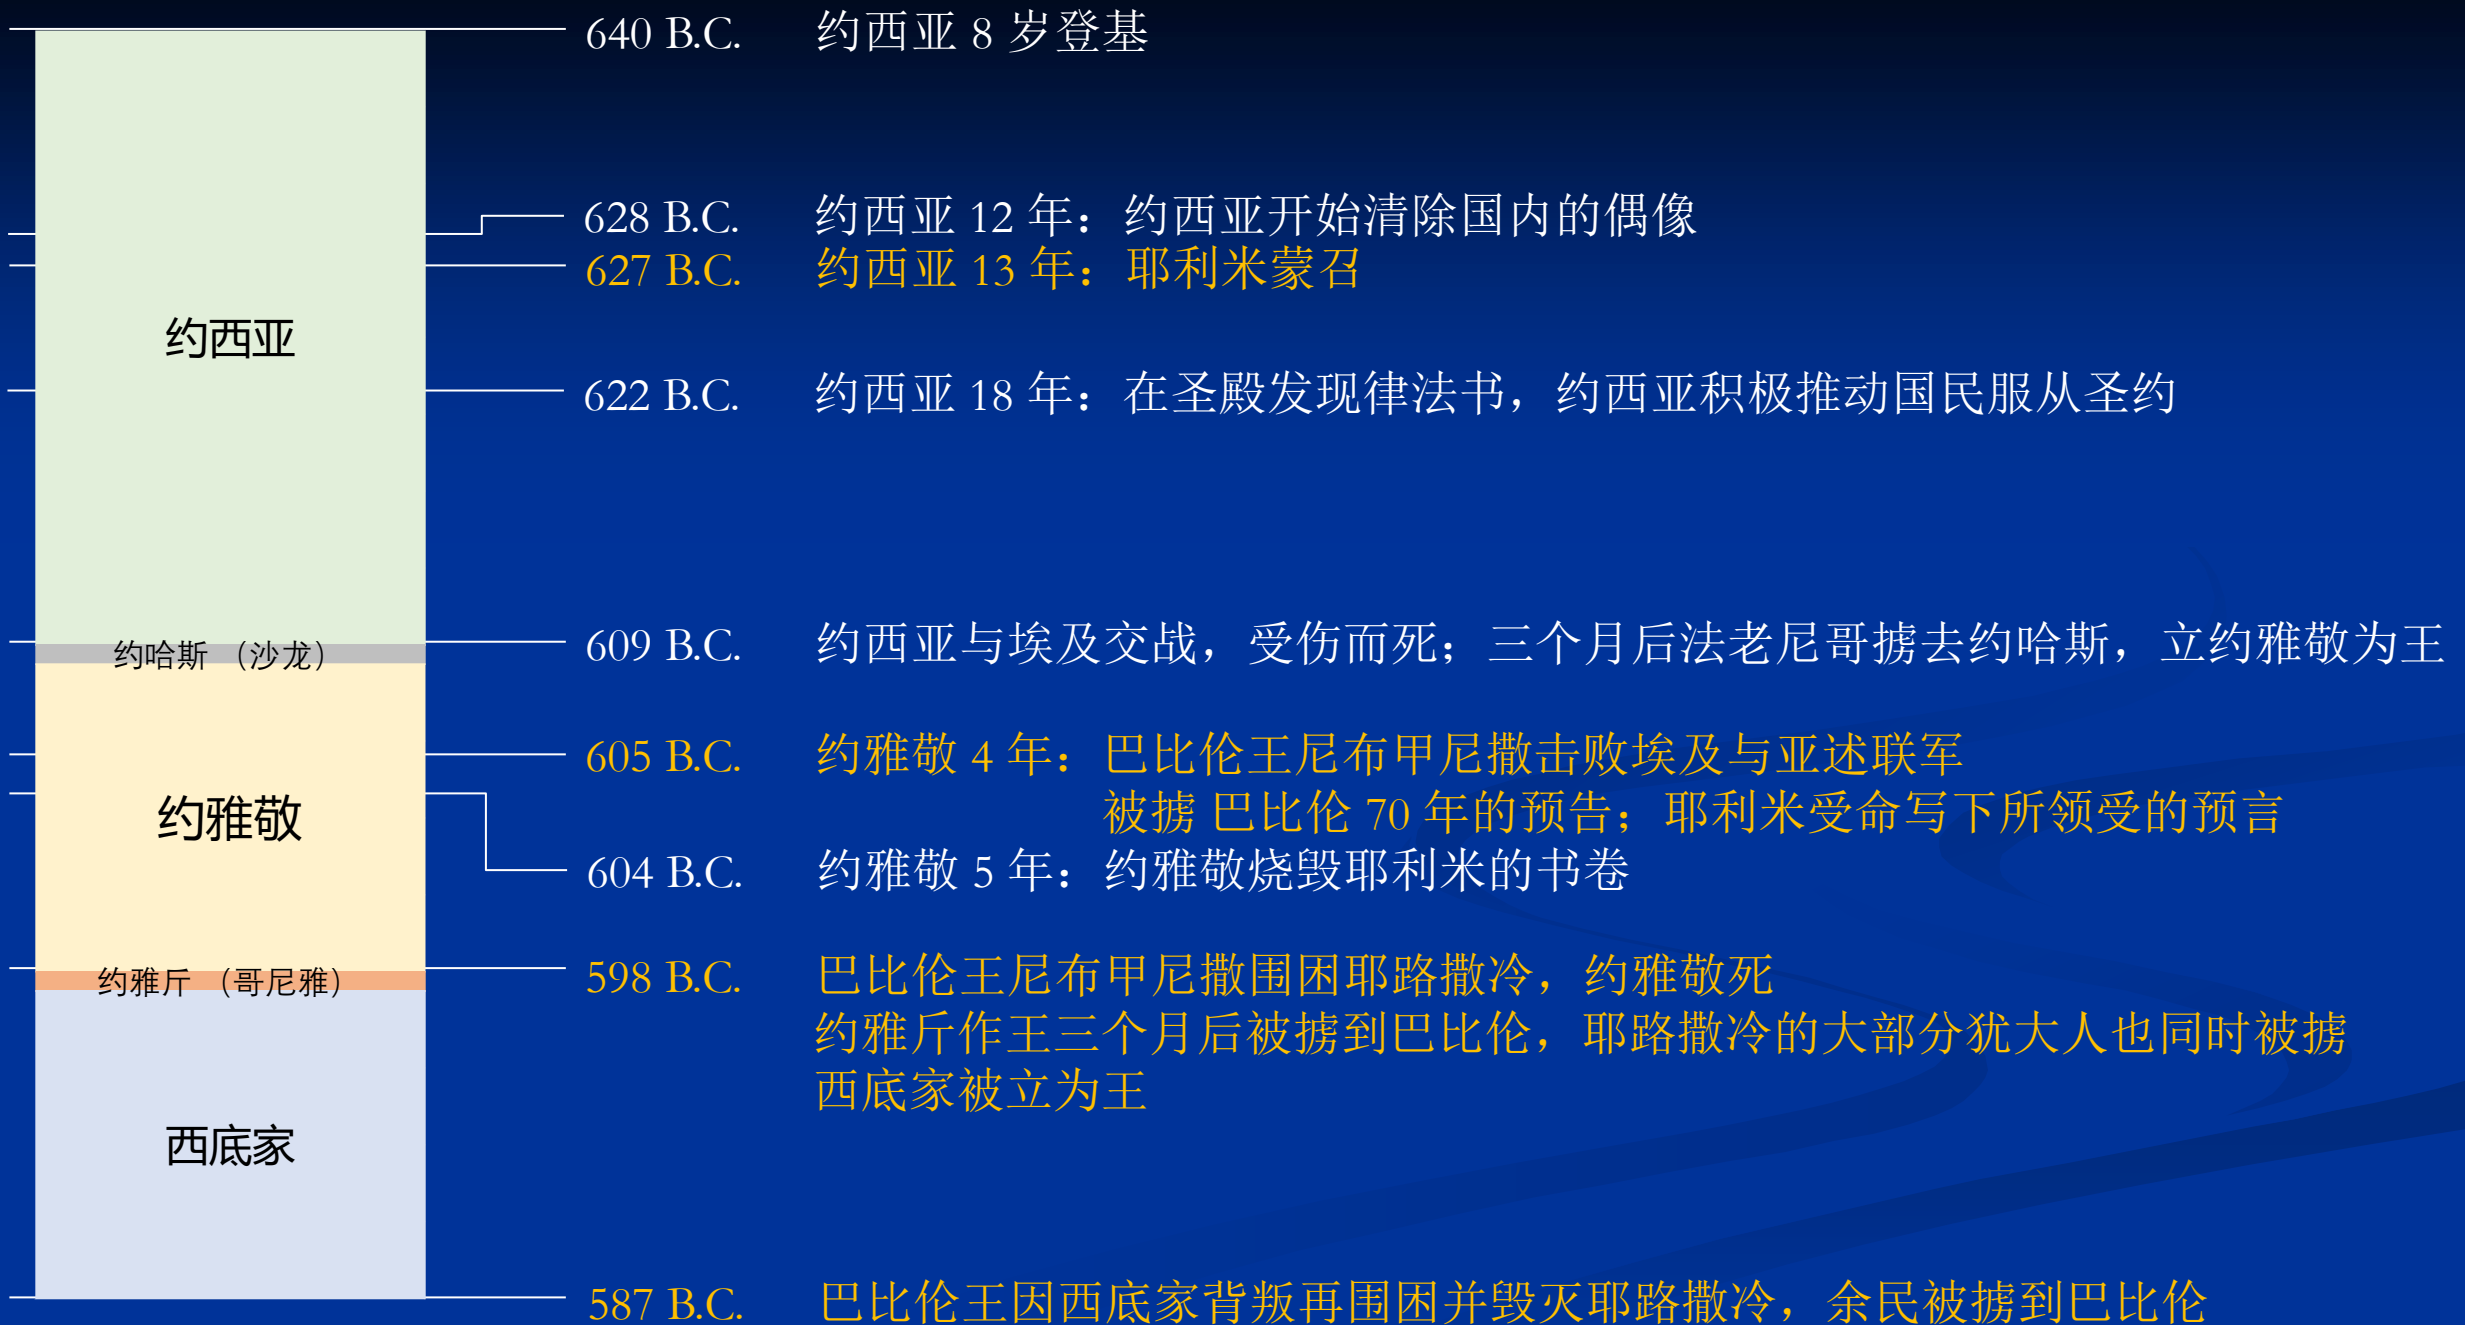 640 B.C. 约西亚 8 岁登基
628 B.C. 约西亚 12 年：约西亚开始清除国内的偶像
627 B.C. 约西亚 13 年：耶利米蒙召
约西亚
622 B.C. 约西亚 18 年：在圣殿发现律法书，约西亚积极推动国民服从圣约
约哈斯 （沙龙）
609 B.C. 约西亚与埃及交战，受伤而死；三个月后法老尼哥掳去约哈斯，立约雅敬为王
605 B.C. 约雅敬 4 年：巴比伦王尼布甲尼撒击败埃及与亚述联军
被掳 巴比伦 70 年的预告；耶利米受命写下所领受的预言
约雅敬
604 B.C. 约雅敬 5 年：约雅敬烧毁耶利米的书卷
约雅斤 （哥尼雅）
598 B.C. 巴比伦王尼布甲尼撒围困耶路撒冷，约雅敬死
约雅斤作王三个月后被掳到巴比伦，耶路撒冷的大部分犹大人也同时被掳
西底家被立为王
西底家
587 B.C. 巴比伦王因西底家背叛再围困并毁灭耶路撒冷，余民被掳到巴比伦